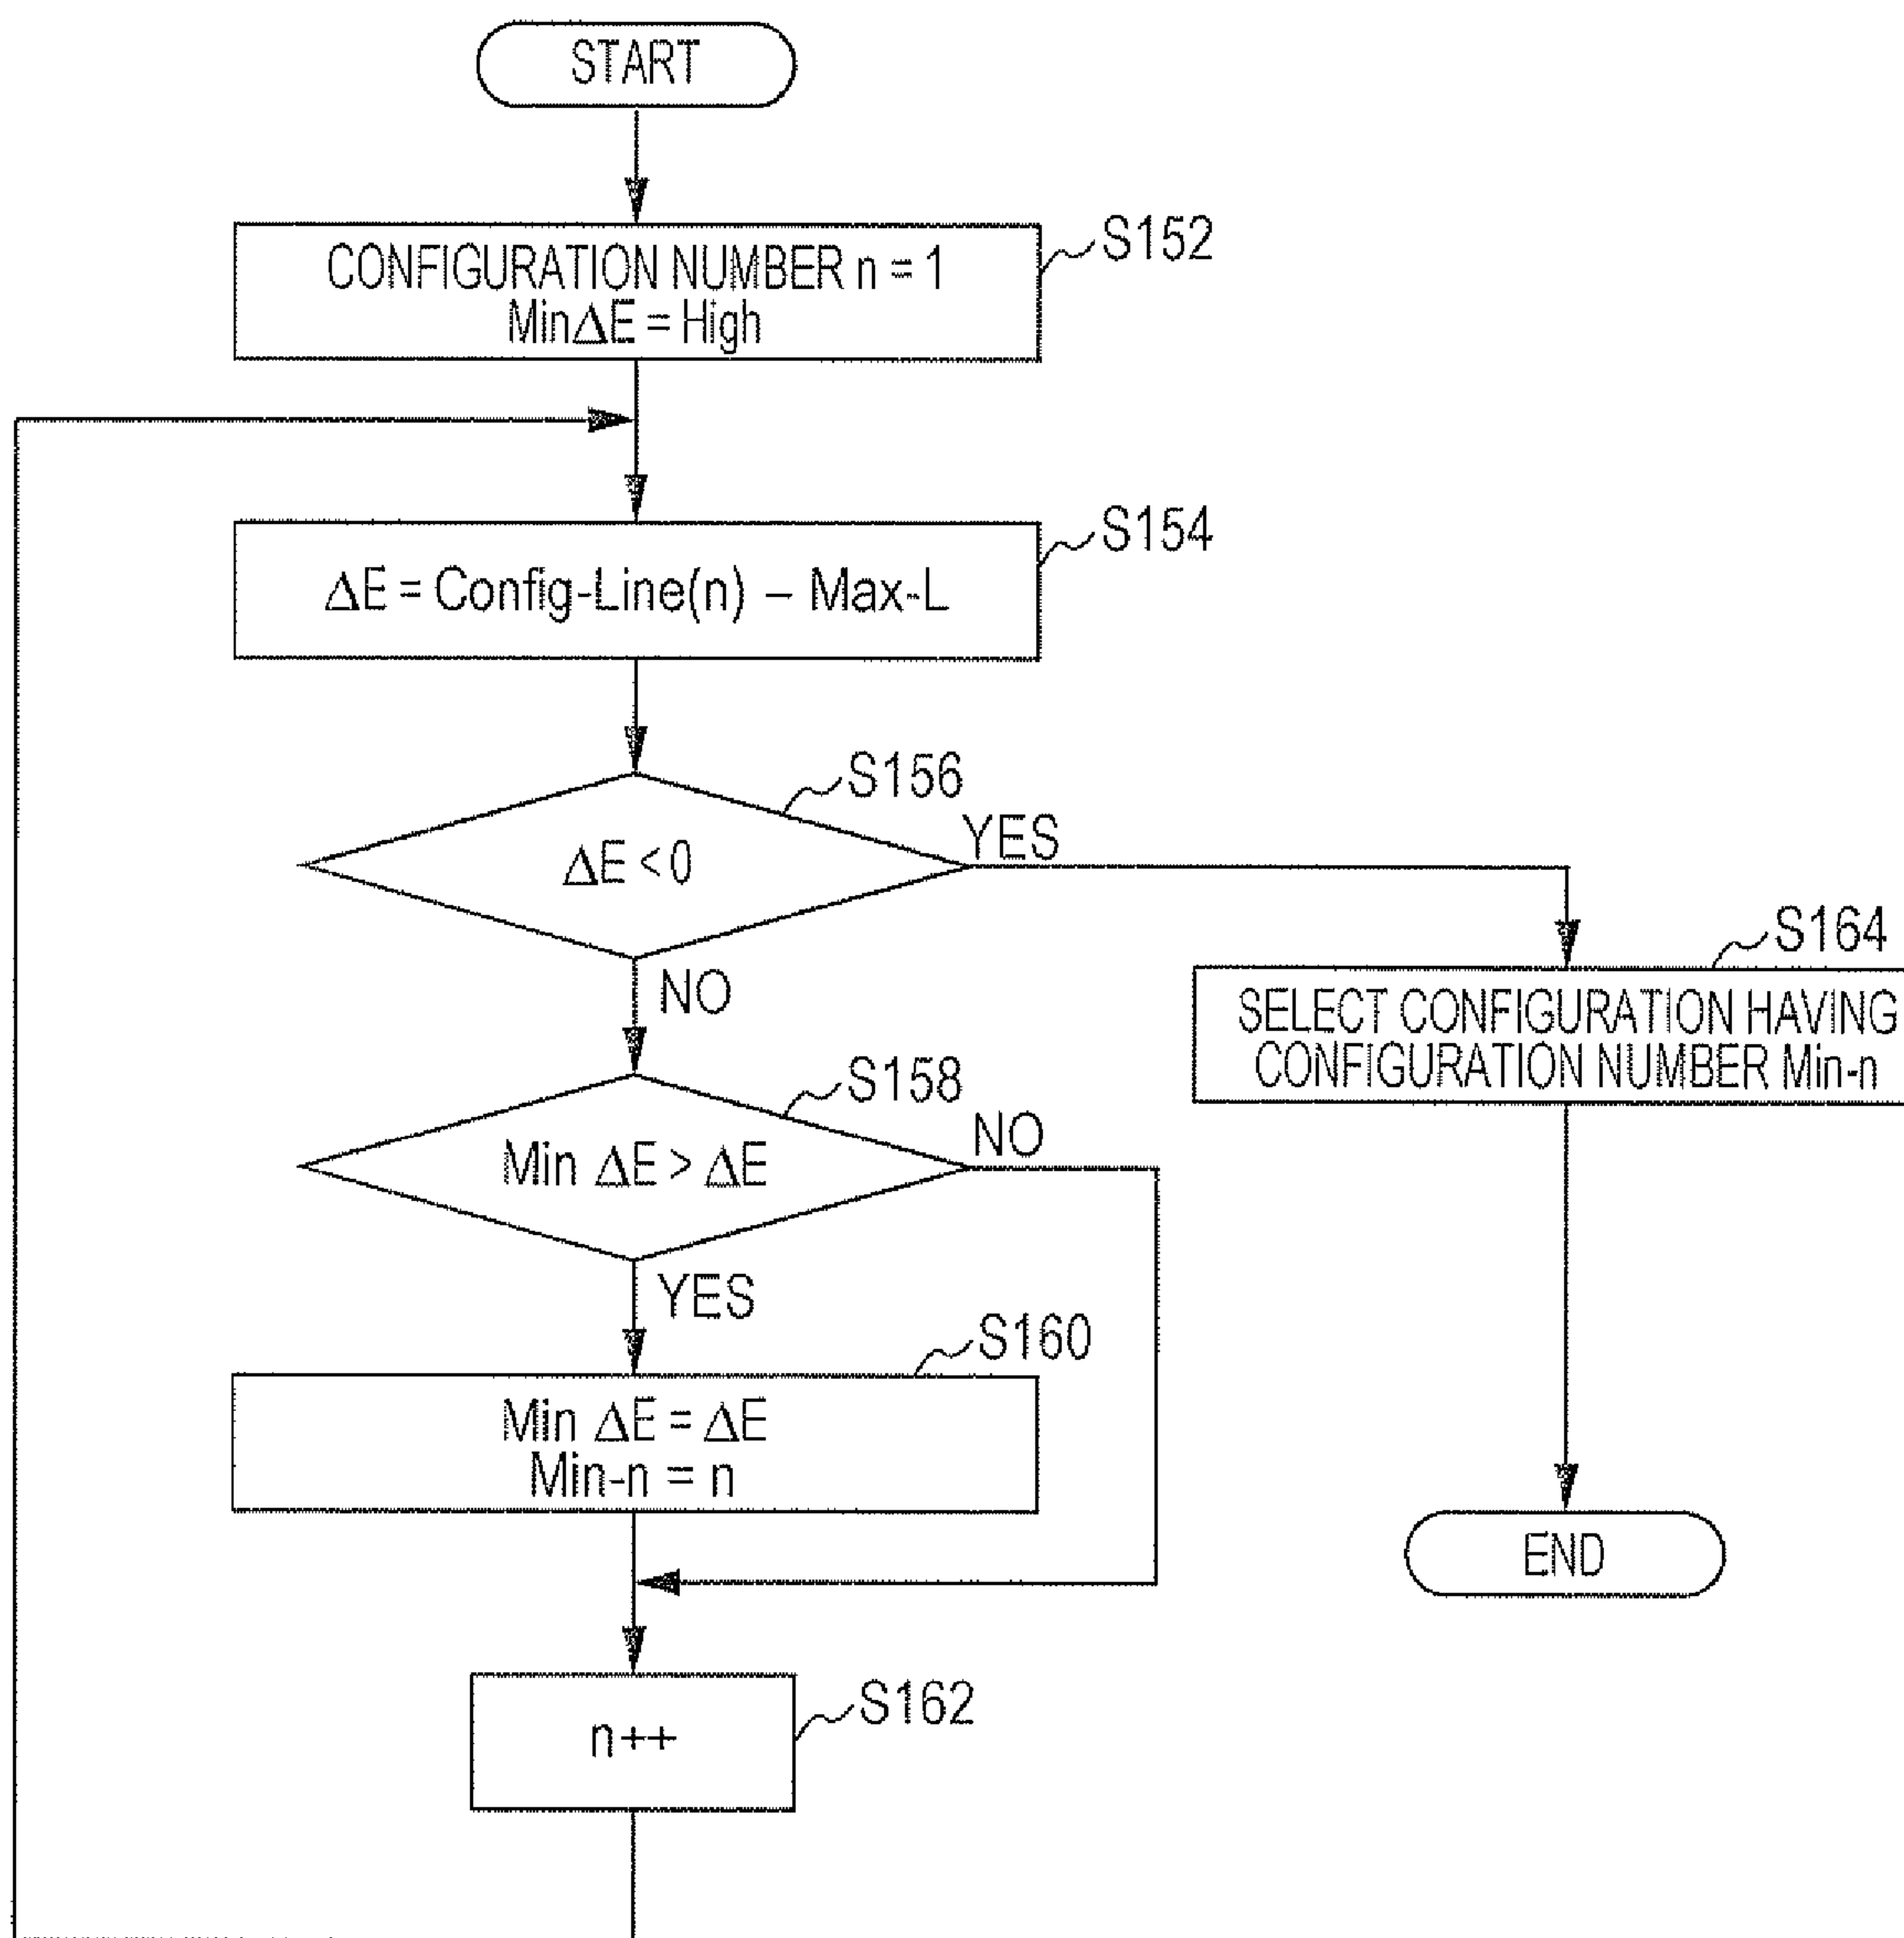 START
CONFIGURATION NUMBER n = 1
MinΔE = High
S152
ΔE = Config-Line(n) – Max-L
S154
S156
ΔE < 0
YES
NO
S164
SELECT CONFIGURATION HAVING
CONFIGURATION NUMBER Min-n
S158
Min ΔE > ΔE
NO
YES
S160
Min ΔE = ΔE
Min-n = n
END
S162
n++